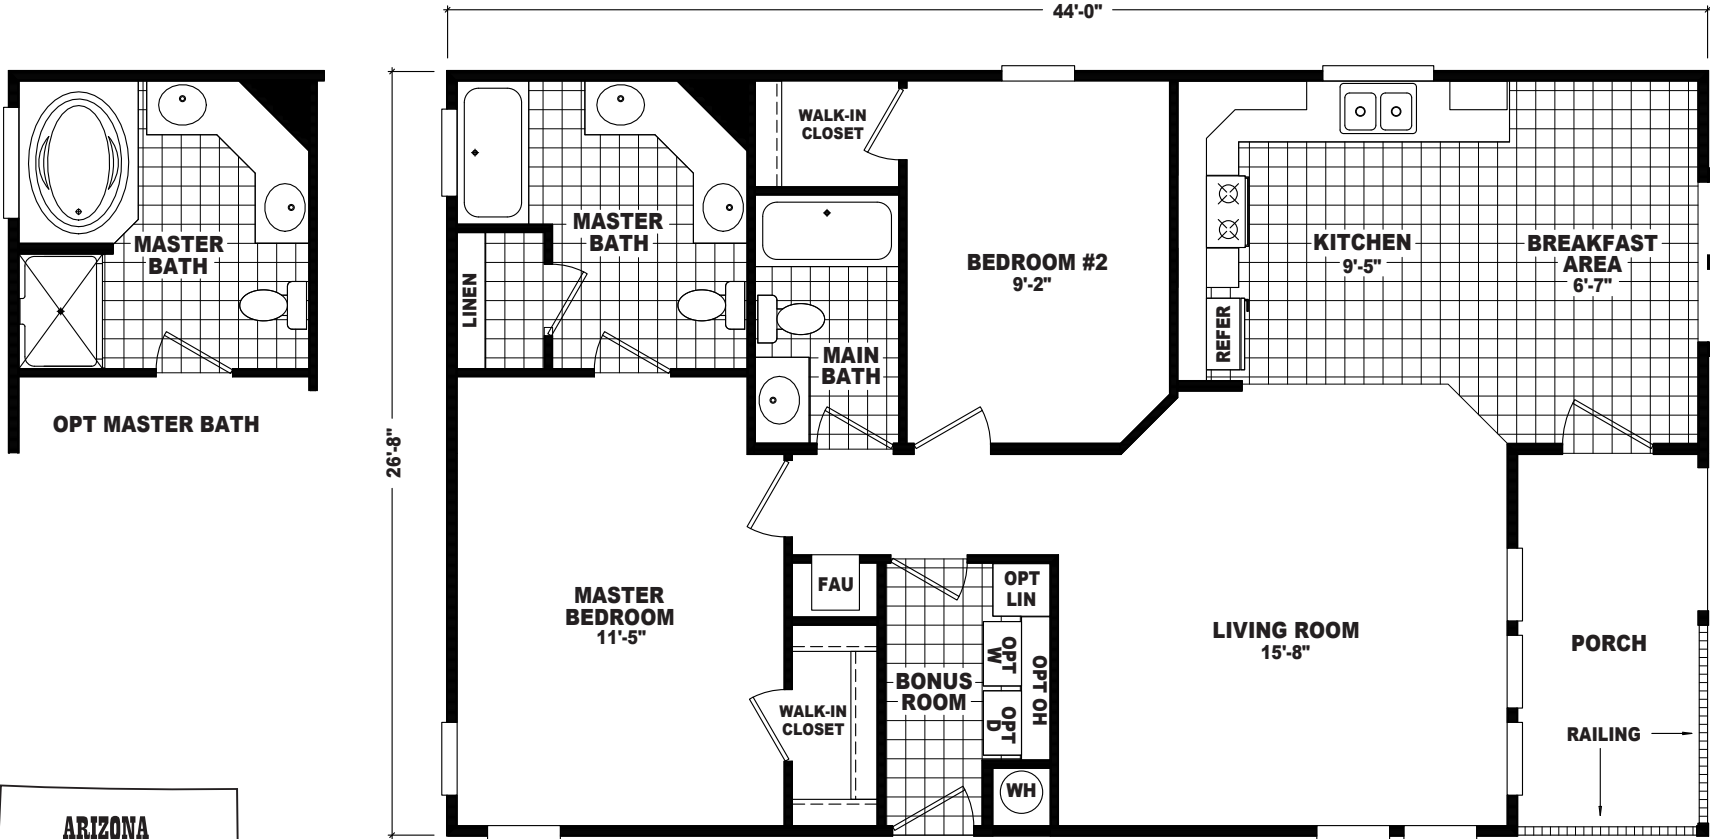 44'-0"
WALK-IN
CLOSET
MASTER
BATH
MASTER
BATH
KITCHEN
9'-5"
BREAKFAST
AREA
6'-7"
BEDROOM #2
9'-2"
LINEN
REFER
MAIN
BATH
OPT MASTER BATH
26'-8"
FAU
OPT
LIN
MASTER
BEDROOM
11'-5"
LIVING ROOM
15'-8"
PORCH
OPT
W
OPT OH
BONUS
ROOM
OPT
D
WALK-IN
CLOSET
RAILING
WH
ARIZONA